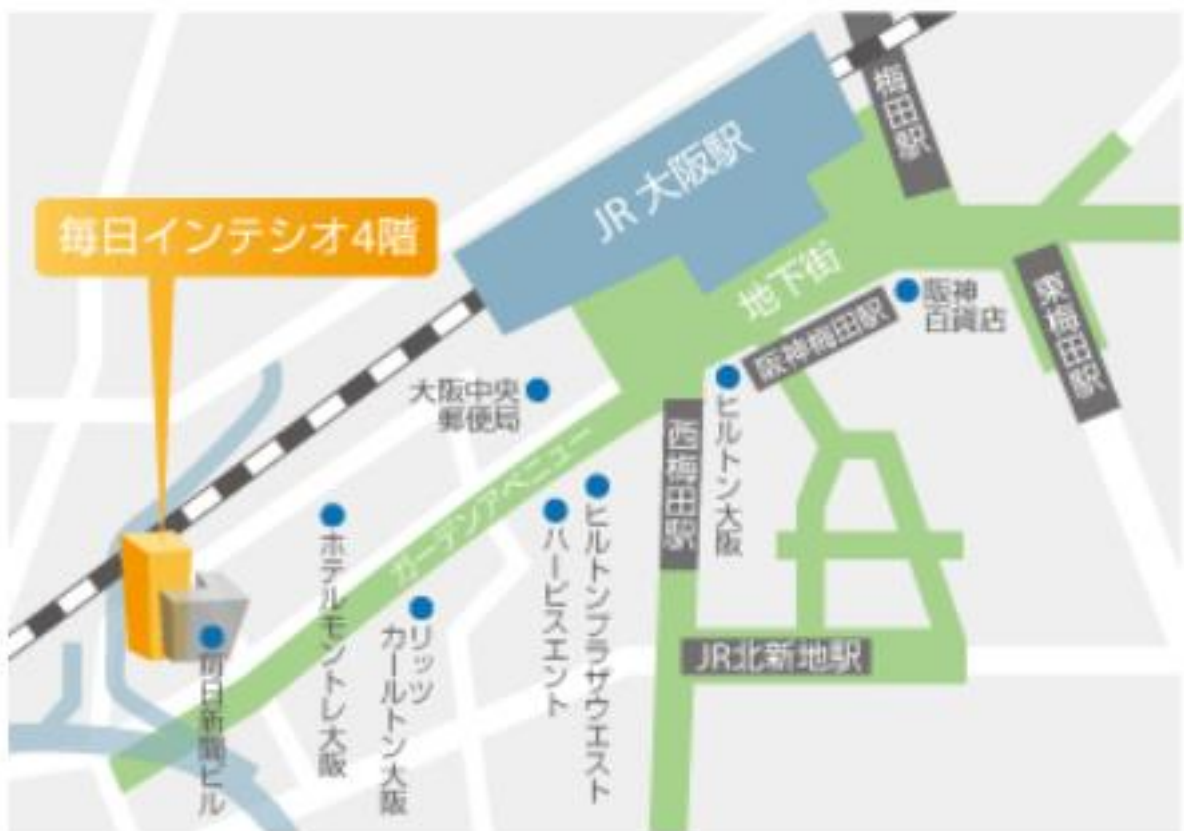 梅田駅
JR 大阪駅
毎日インテシオ4階
地下街
阪神
百貨店
東梅田駅
阪神梅田駅
大阪中央
郵便局
ヒルトン大阪
西梅田駅
ガーデンアベニュー
ヒルトンプラザウエスト
ハービスエント
ホテルモントレ大阪
リッツ
カールトン大阪
JR北新地駅
毎日新聞ビル